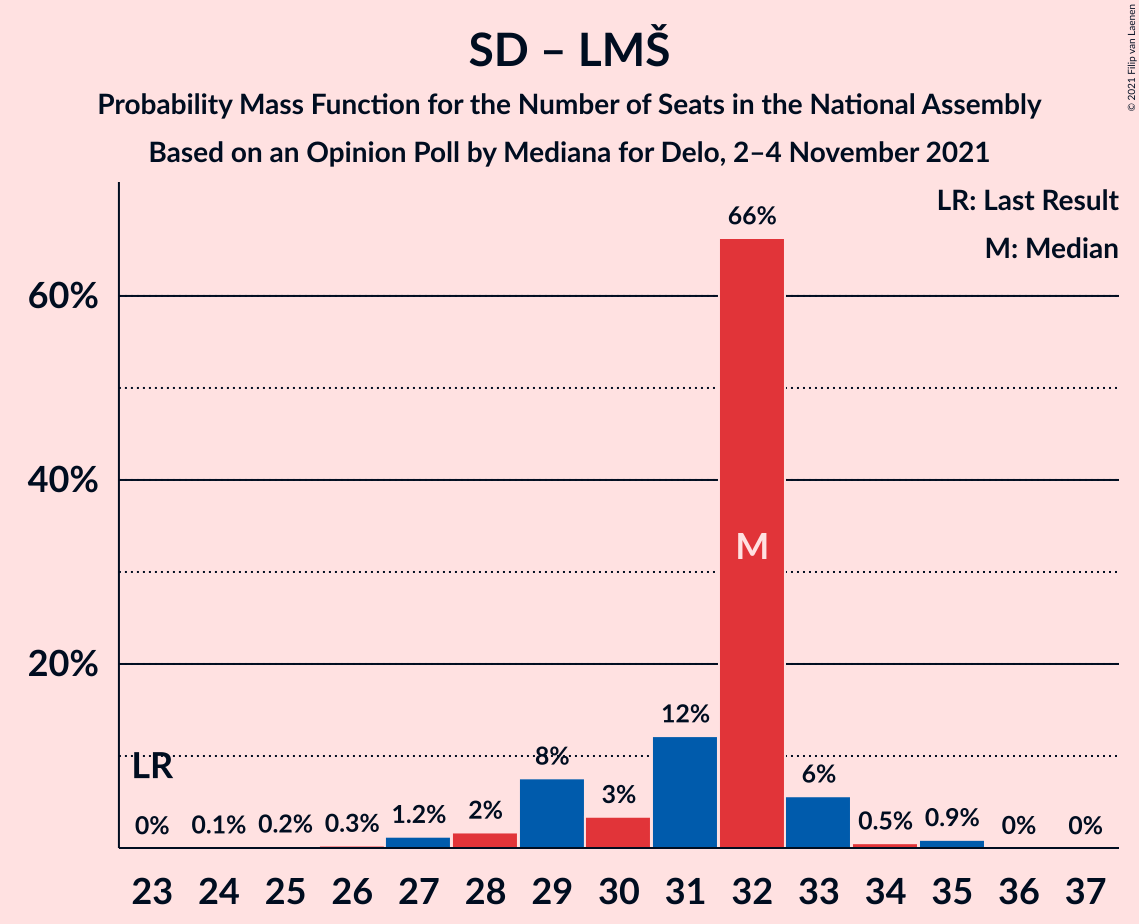 SD – LMŠ
Probability Mass Function for the Number of Seats in the National Assembly
Based on an Opinion Poll by Mediana for Delo, 2–4 November 2021
© 2021 Filip van Laenen
LR: Last Result
M: Median
60%
40%
20%
LR
0%
0.1%
0.2%
0.3%
1.2%
2%
8%
3%
12%
66%
M
6%
0.5%
0.9%
0%
0%
23 24 25 26 27 28 29 30 31 32 33 34 35 36 37